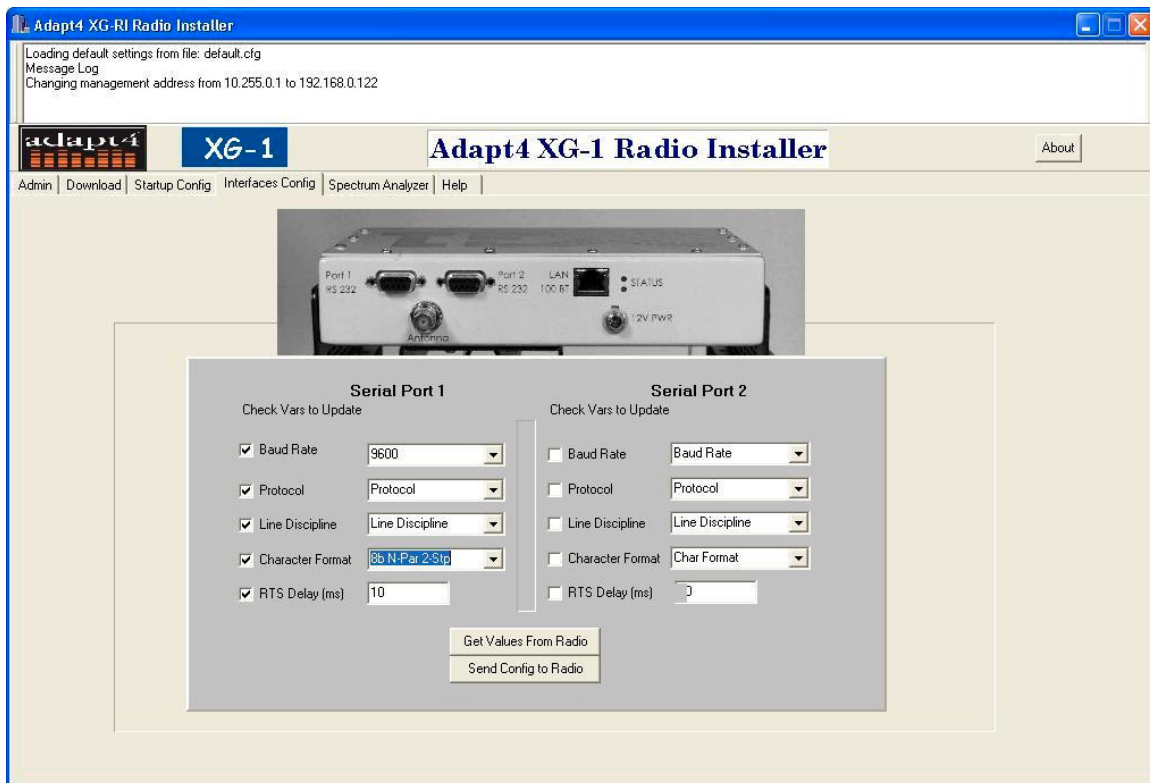 Adapt4 XG-RI Radio Installer
Loading default settings from file: default.cfg
Message Log
Changing management address from 10.255.0.1 to 192.168.0.122
adapt4
XG-1
Adapt4 XG-1 Radio Installer
About
Admin
Download
Startup Config
Interfaces Config
Spectrum Analyzer
Help
Port 1
RS 232
Port 2
RS 232
LAN
100 BT
STATUS
Antenna
12V PWR
Serial Port 1
Check Vars to Update
Baud Rate
9600
Protocol
Protocol
Line Discipline
Line Discipline
Character Format
8b N-Par 2-Stp
RTS Delay (ms)
10
Serial Port 2
Check Vars to Update
Baud Rate
Baud Rate
Protocol
Protocol
Line Discipline
Line Discipline
Character Format
Char Format
RTS Delay (ms)
Get Values From Radio
Send Config to Radio